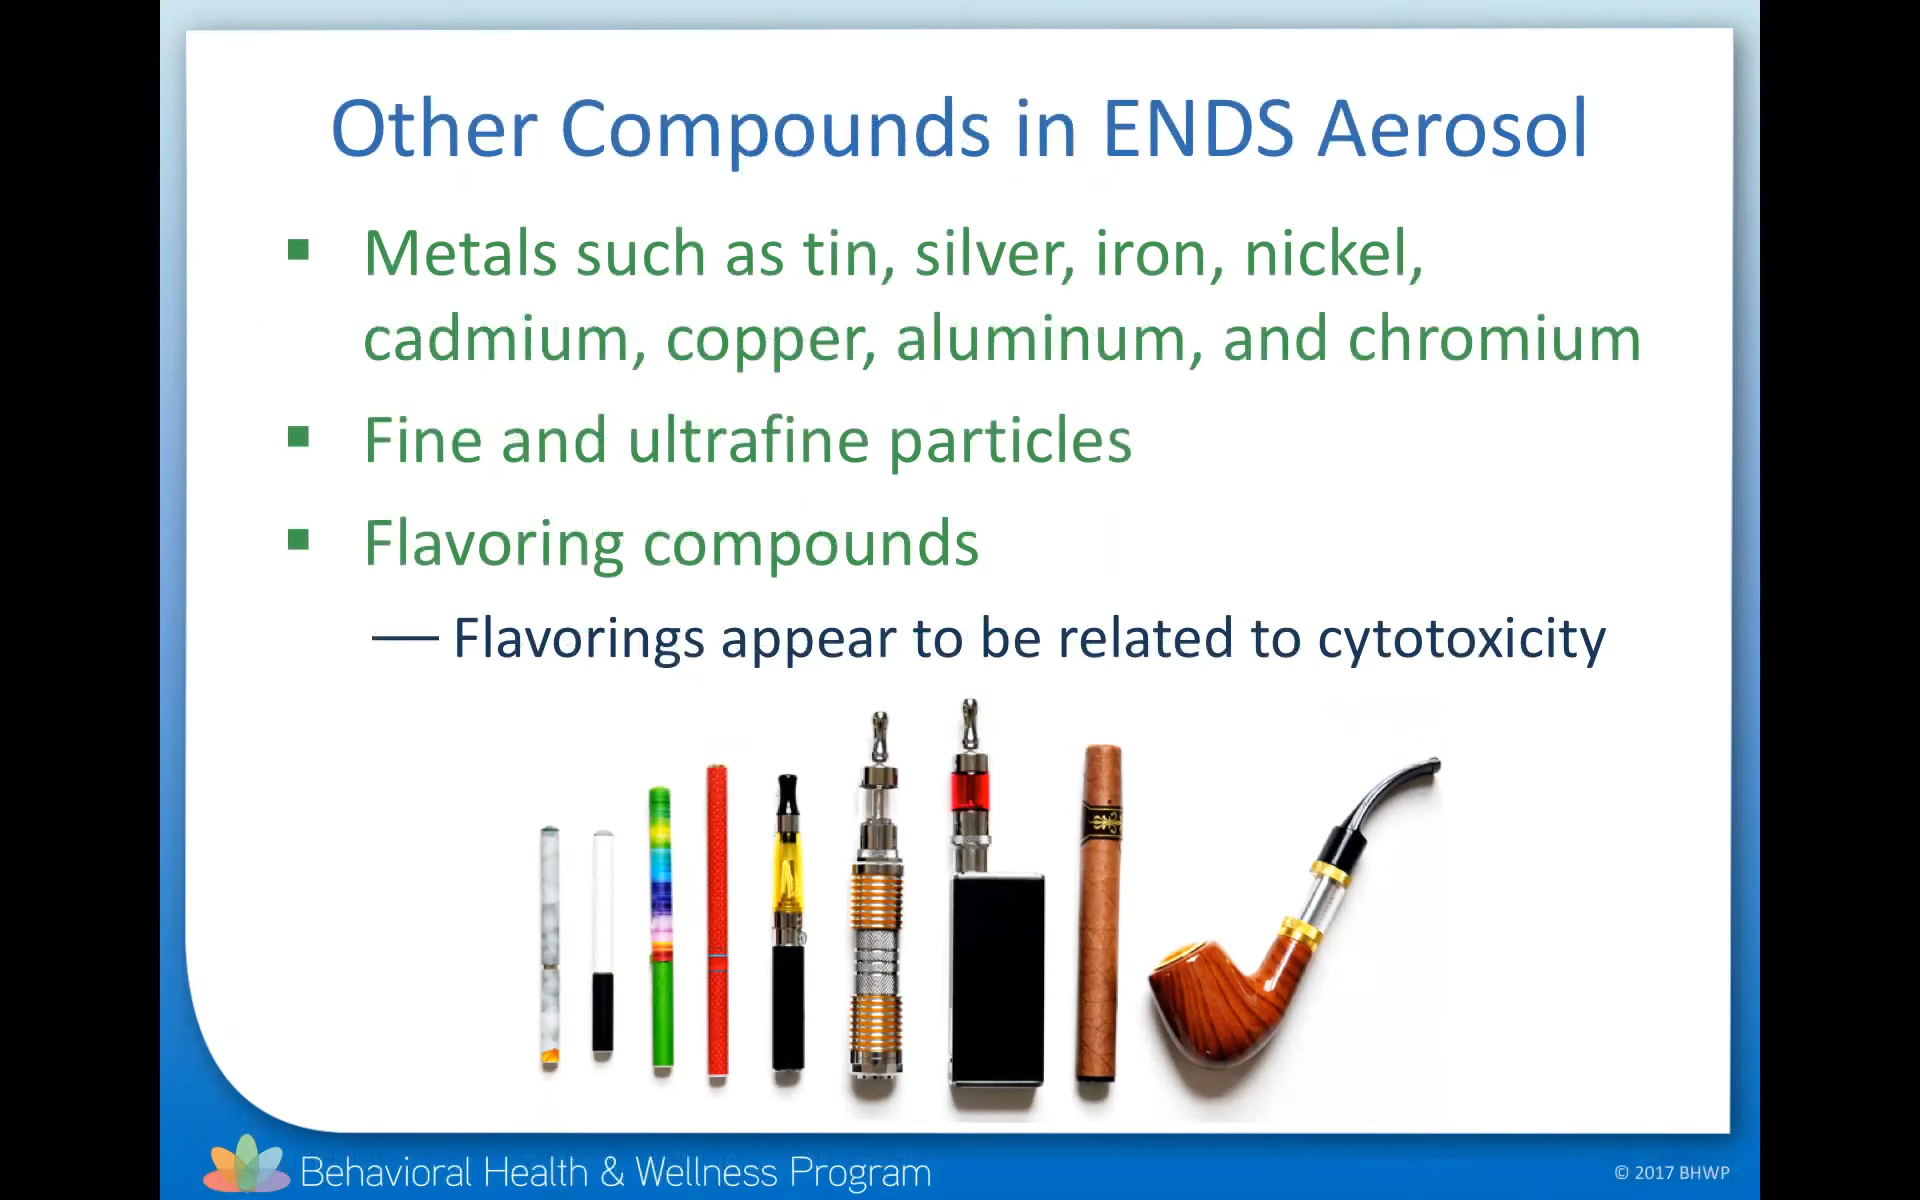 Other Compounds in ENDS Aerosol
▪ Metals such as tin, silver, iron, nickel,
cadmium, copper, aluminum, and chromium
▪ Fine and ultrafine particles
▪ Flavoring compounds
— Flavorings appear to be related to cytotoxicity
Behavioral Health & Wellness Program
© 2017 BHWP